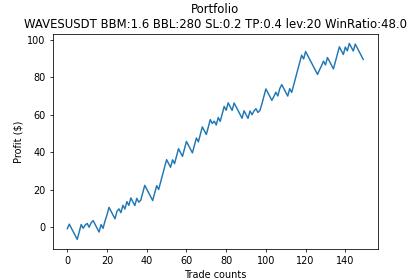 Portfolio
WAVESUSDT BBM:1.6 BBL:280 SL:0.2 TP:0.4 lev:20 WinRatio:48.0
100
80
60
40
20
0
Profit ($)
0 20 40 60 80 100 120 140
Trade counts